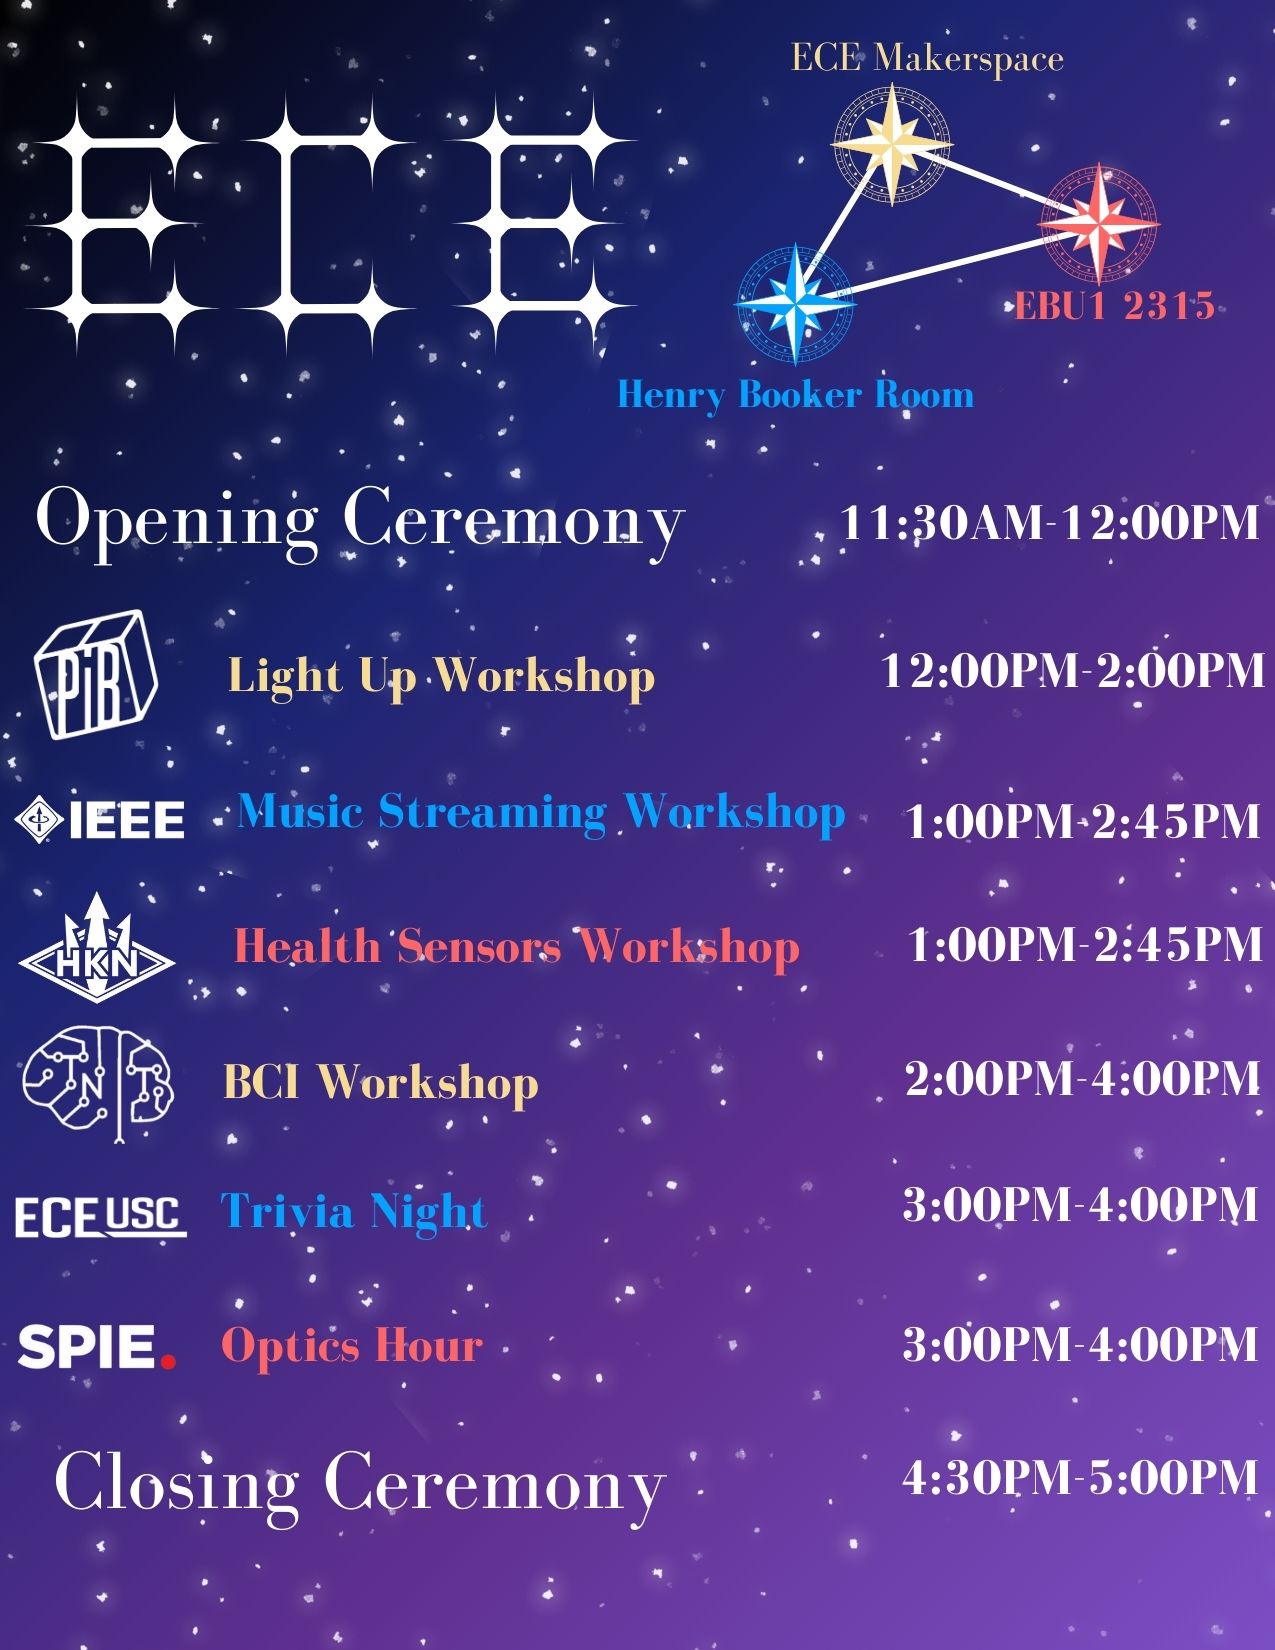 ECE
ECE Makerspace
EBU1 2315
Henry Booker Room
Opening Ceremony 11:30AM-12:00PM
PiB Light Up Workshop 12:00PM-2:00PM
IEEE Music Streaming Workshop 1:00PM-2:45PM
HKN Health Sensors Workshop 1:00PM-2:45PM
TNT BCI Workshop 2:00PM-4:00PM
ECE USC Trivia Night 3:00PM-4:00PM
SPIE. Optics Hour 3:00PM-4:00PM
Closing Ceremony 4:30PM-5:00PM